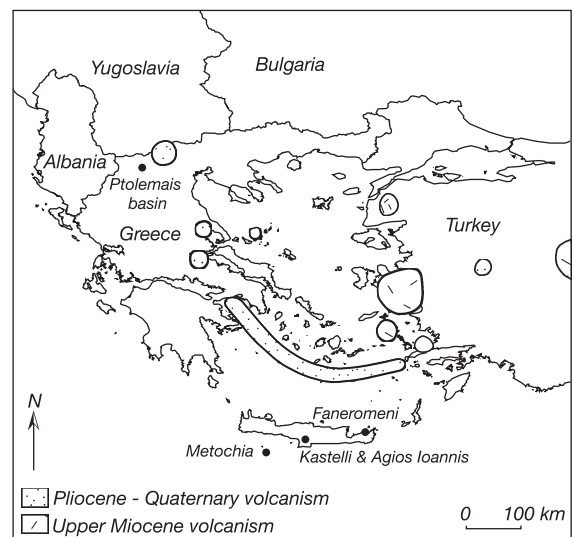 Yugoslavia
Bulgaria
Albania
Ptolemais
basin
Greece
Turkey
N
Faneromeni
Metochia
Kastelli & Agios Ioannis
Pliocene - Quaternary volcanism
Upper Miocene volcanism
0 100 km